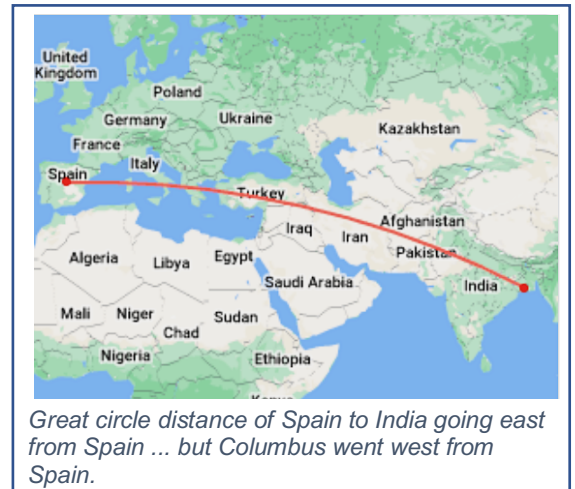 United
Kingdom
Poland
Germany
Ukraine
Kazakhstan
France
Italy
Spain
Turkey
Afghanistan
Iraq
Iran
Algeria
Libya
Egypt
Pakistan
Saudi Arabia
India
Mali
Niger
Sudan
Chad
Nigeria
Ethiopia
Great circle distance of Spain to India going east
from Spain ... but Columbus went west from
Spain.